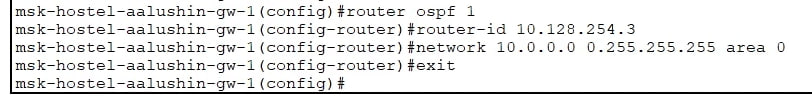 msk-hostel-aalushin-gw-1(config)#router ospf 1
msk-hostel-aalushin-gw-1(config-router)#router-id 10.128.254.3
msk-hostel-aalushin-gw-1(config-router)#network 10.0.0.0 0.255.255.255 area 0
msk-hostel-aalushin-gw-1(config-router)#exit
msk-hostel-aalushin-gw-1(config)#